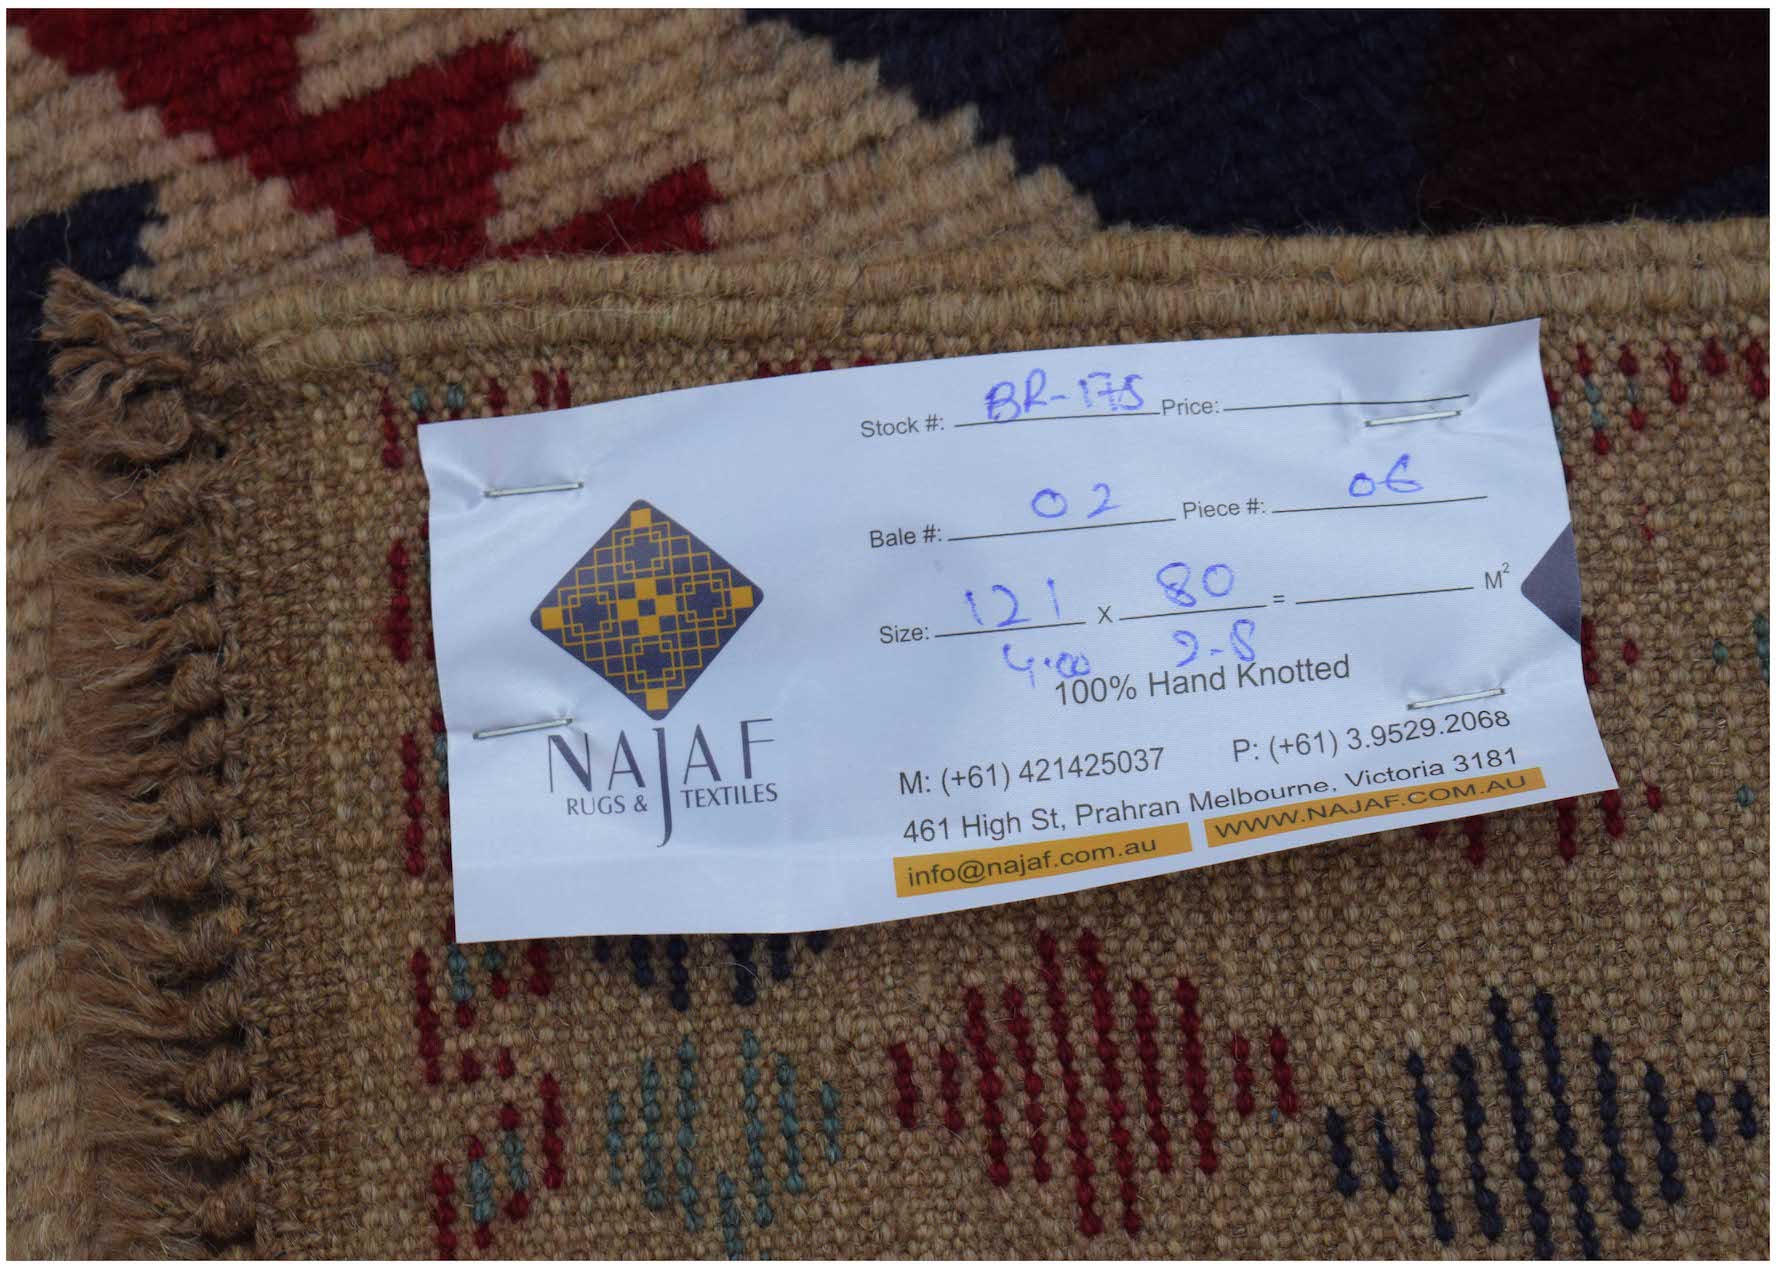 Stock #: BR-175 Price:
Bale #: 02 Piece #: 06
Size: 121 X 80 = M²
4.00 2-8
100% Hand Knotted
NAJAF
RUGS & TEXTILES
M: (+61) 421425037 P: (+61) 3.9529.2068
461 High St, Prahran Melbourne, Victoria 3181
info@najaf.com.au WWW.NAJAF.COM.AU